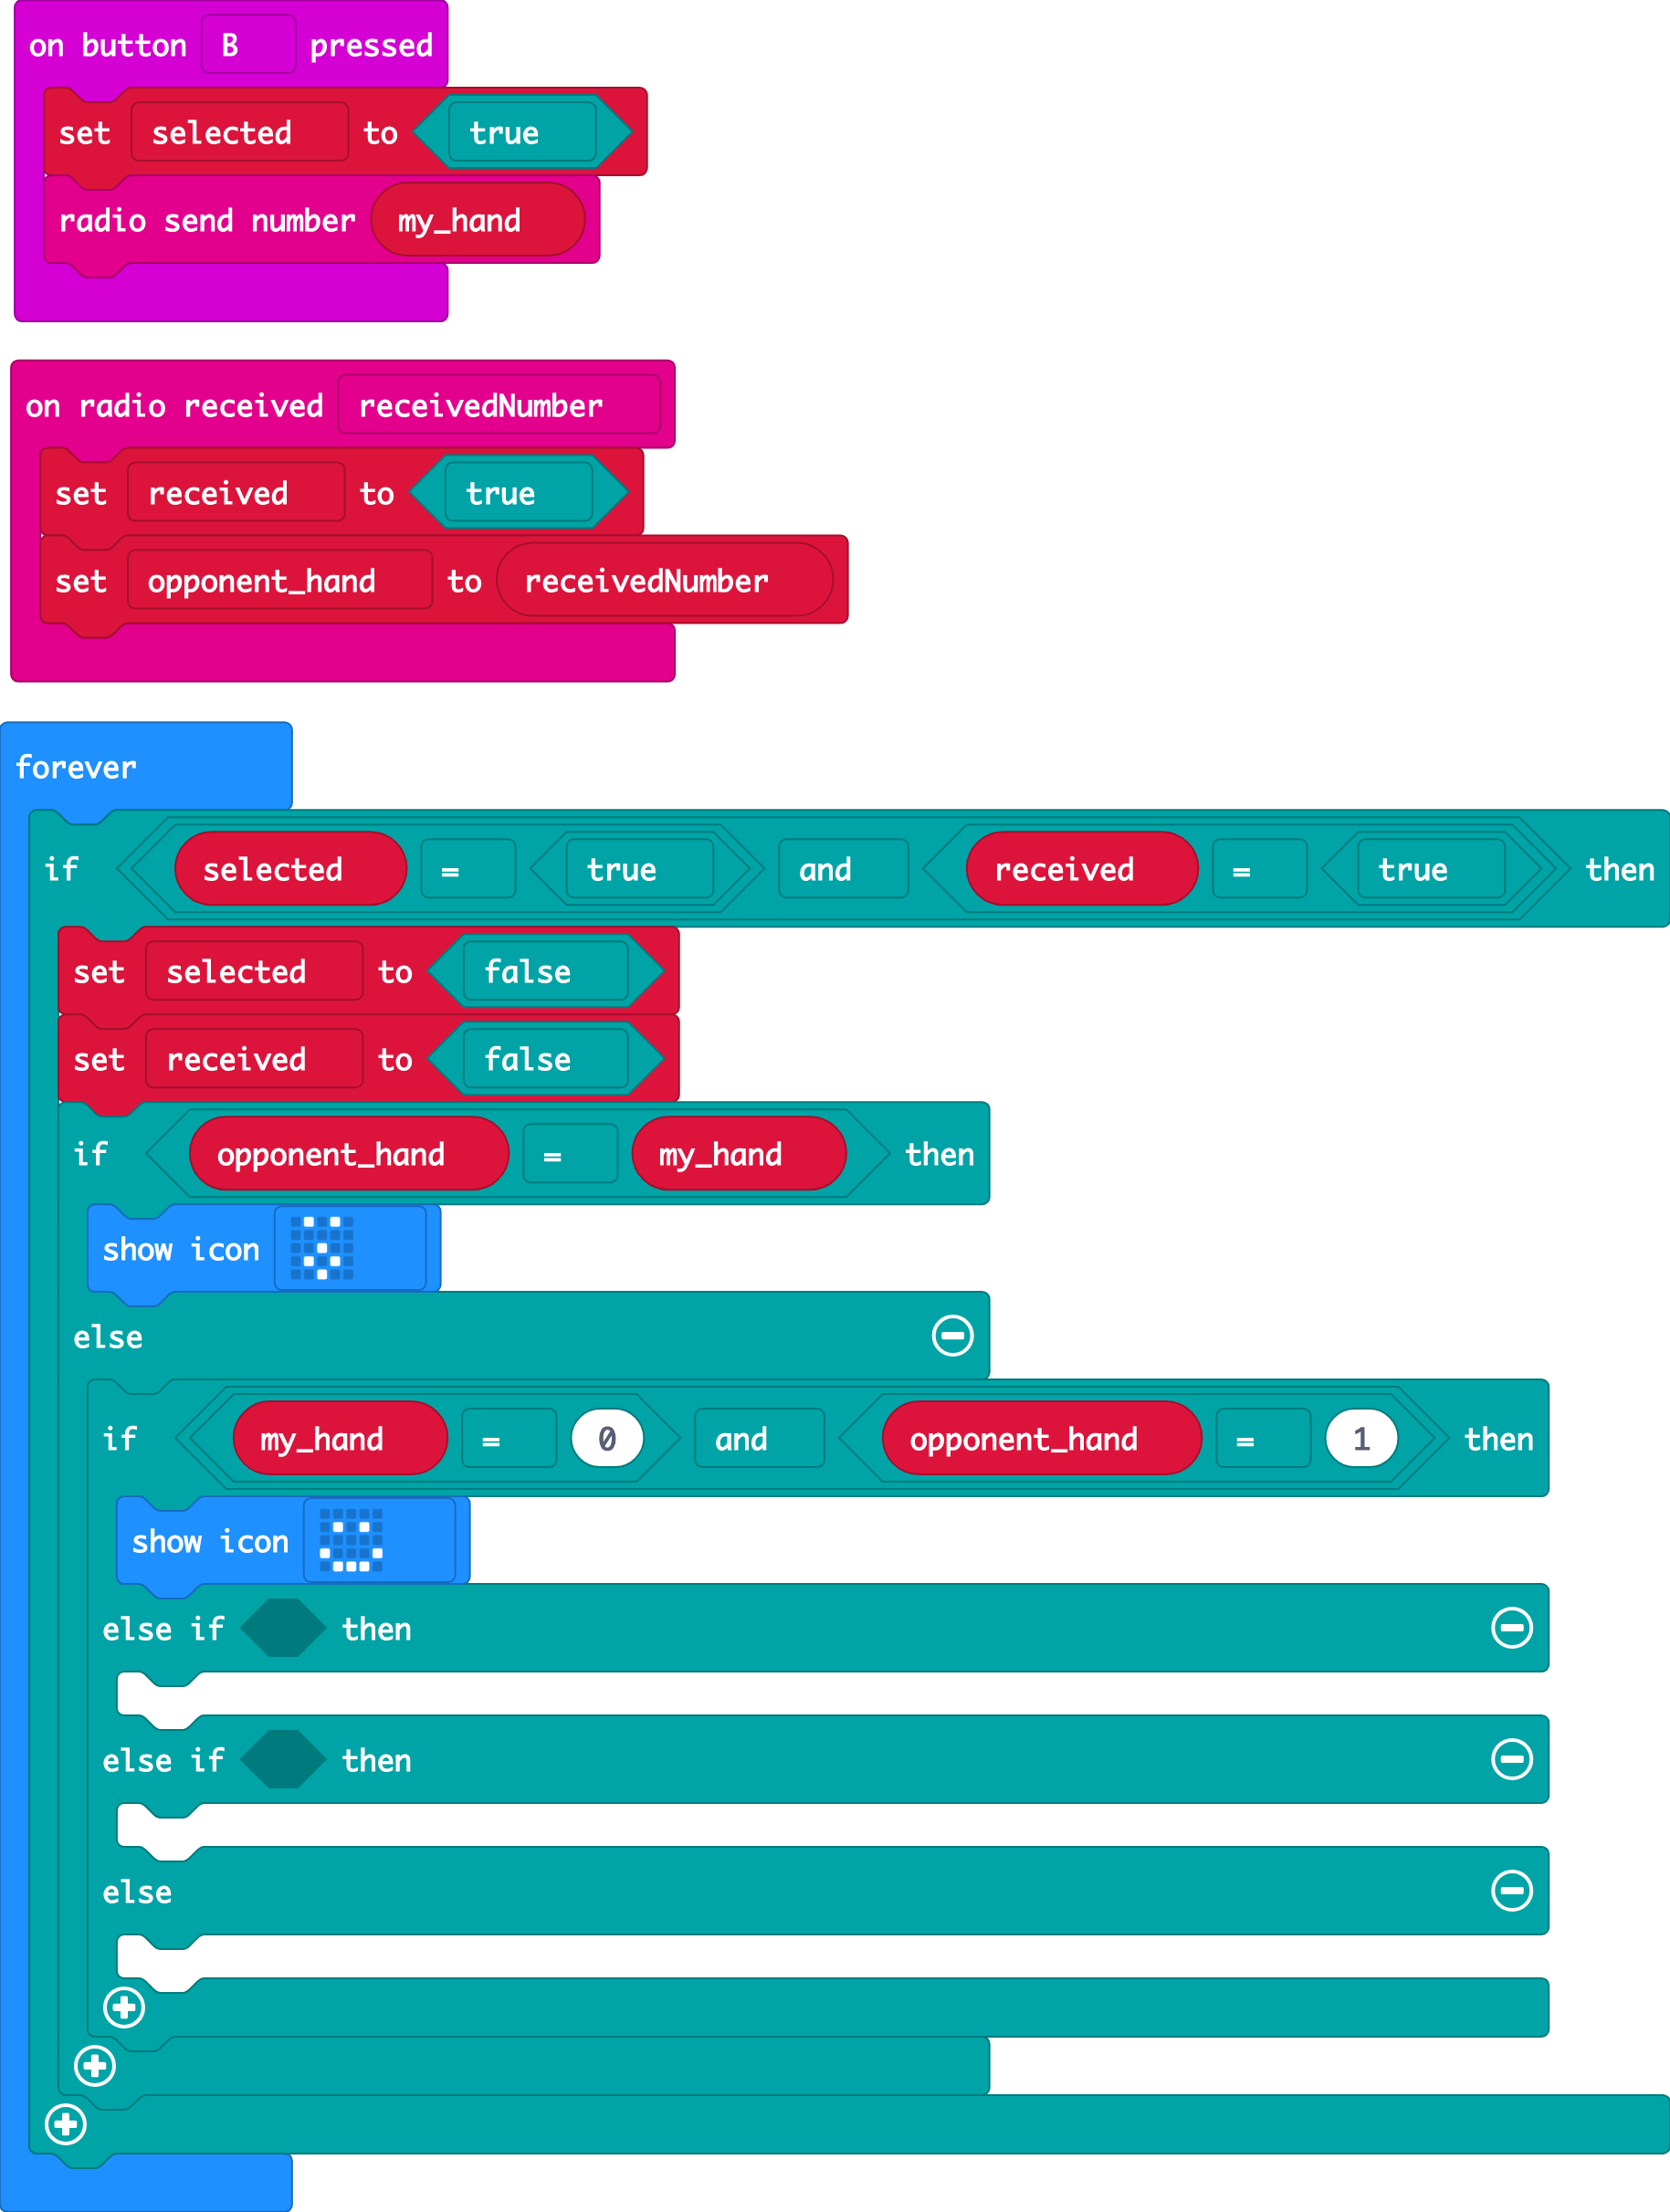 on button B pressed
set selected to true
radio send number my_hand
on radio received receivedNumber
set received to true
set opponent_hand to receivedNumber
forever
if selected = true and received = true then
set selected to false
set received to false
if opponent_hand = my_hand then
show icon
else
if my_hand = 0 and opponent_hand = 1 then
show icon
else if then
else if then
else